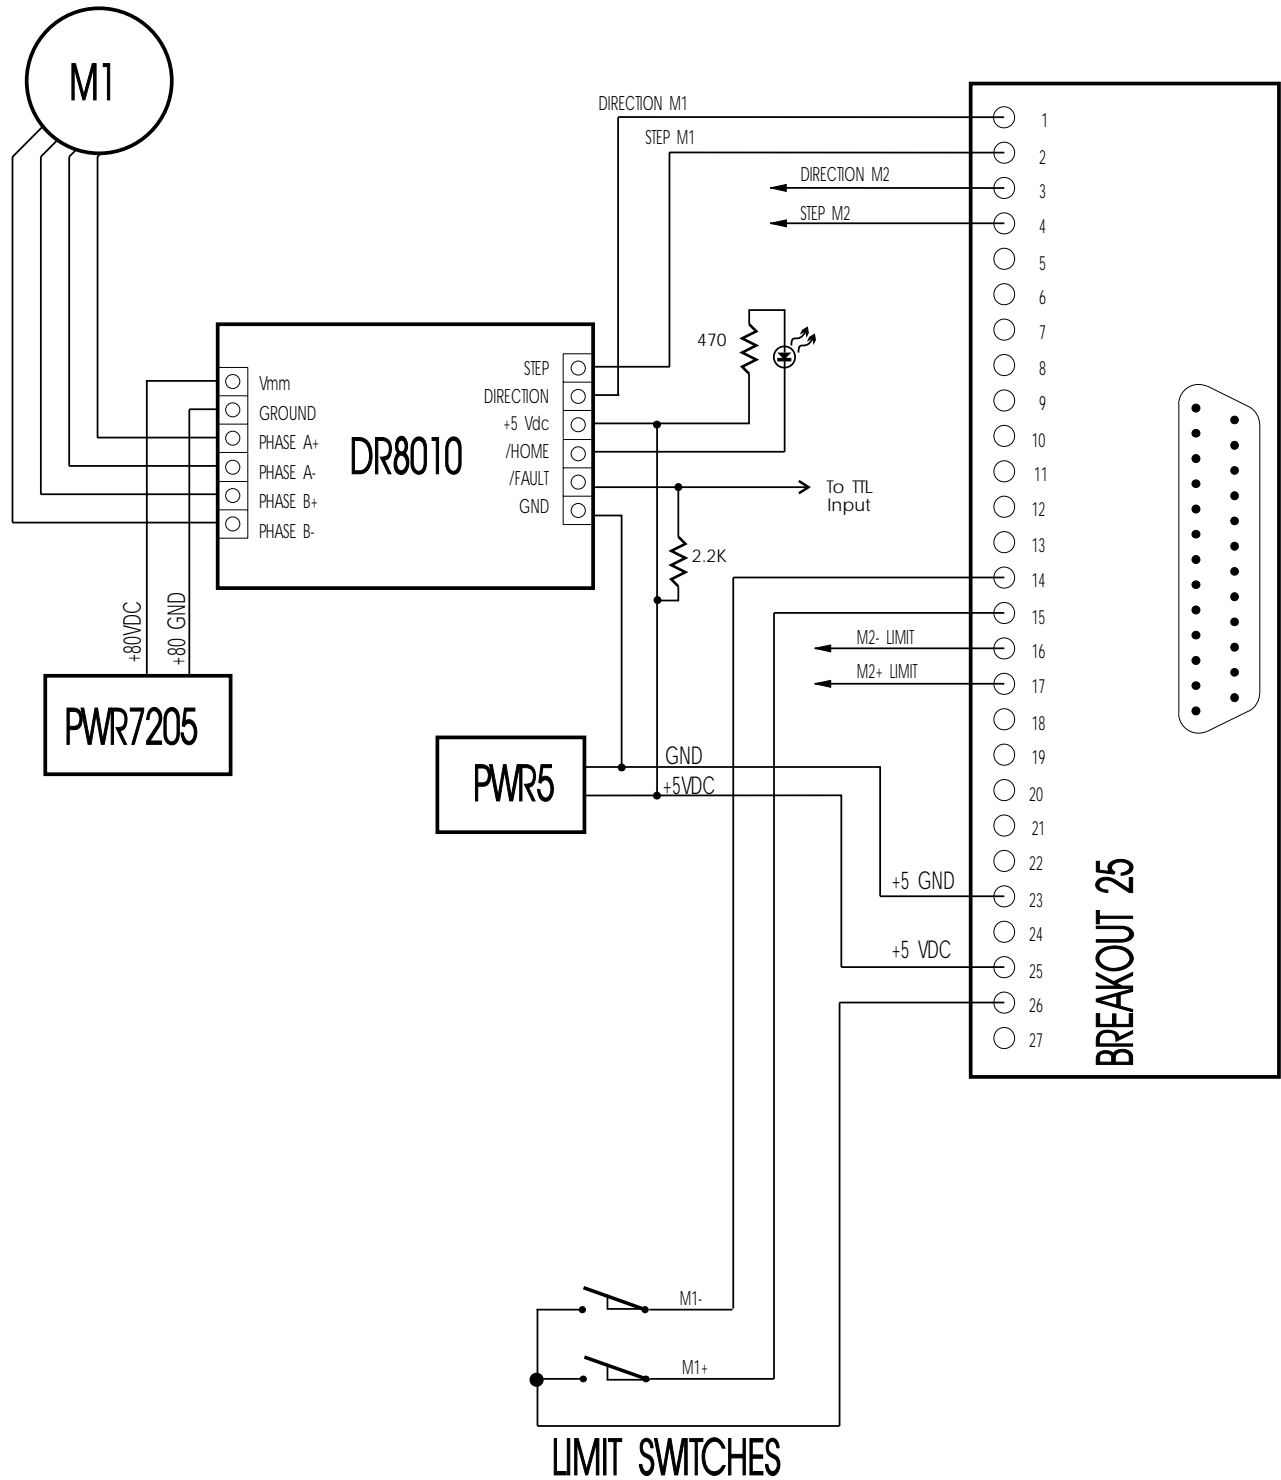 M1
DIRECTION M1
STEP M1
DIRECTION M2
STEP M2
1
2
3
4
5
6
7
8
9
10
11
12
13
14
15
16
17
18
19
20
21
22
23
24
25
26
27
BREAKOUT 25
470
Vmm
GROUND
PHASE A+
PHASE A-
PHASE B+
PHASE B-
DR8010
STEP
DIRECTION
+5 Vdc
/HOME
/FAULT
GND
To TTL
Input
2.2K
+80VDC
+80 GND
PWR7205
M2- LIMIT
M2+ LIMIT
PWR5
GND
+5VDC
+5 GND
+5 VDC
M1-
M1+
LIMIT SWITCHES